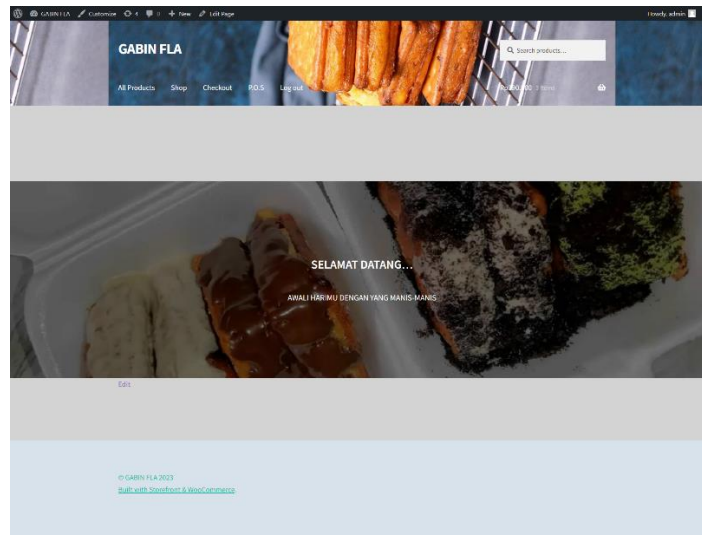 GABIN FLA Customize 4 0 New Edit Page Howdy, admin
GABIN FLA
Search products...
All Products Shop Checkout P.O.S Log out
SELAMAT DATANG...
AWALI HARIMU DENGAN YANG MANIS-MANIS
Edit
© GABIN FLA 2023
Built with Storefront & WooCommerce